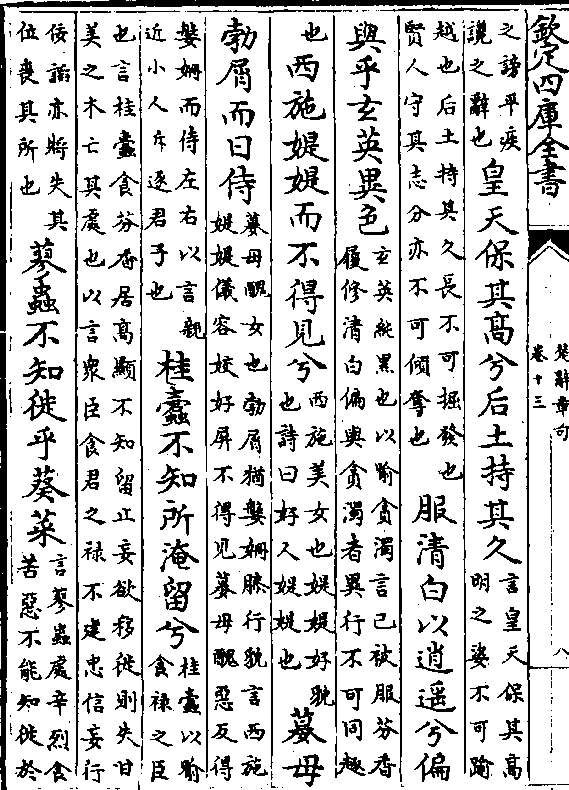 欽定四庫全書
楚辭章句
卷十三
八
之謗平疾
説之辭也
皇天保其髙兮后土持其久
言皇天保其髙
明之姿不可踰
越也后土持其久長不可掘發也
賢人守其志分亦不可傾奪也
服清白以逍遥兮偏
與乎玄英異色
玄英純黒也以喻貪濁言已被服芬香
履修清白偏與貪濁者異行不可同趣
也
西施媞媞而不得見兮
西施美女也媞媞好貌
也詩曰好人媞媞也
嫫母
勃屑而日侍
嫫母醜女也勃屑猶媻姍膝行貌言西施
媞媞儀容姣好屏不得見嫫母醜惡反得
媻姍而侍左右以言親
近小人斥逐君子也
桂蠧不知所淹留兮
桂蠧以喻
食禄之臣
也言桂蠧食芬香居髙顯不知留止妄欲移徙則失甘
美之木亡其處也以言衆臣食君之禄不建忠信妄行
佞諂亦將失其
位喪其所也
蓼蟲不知徙乎葵菜
言蓼蟲處辛烈食
苦惡不能知徙於